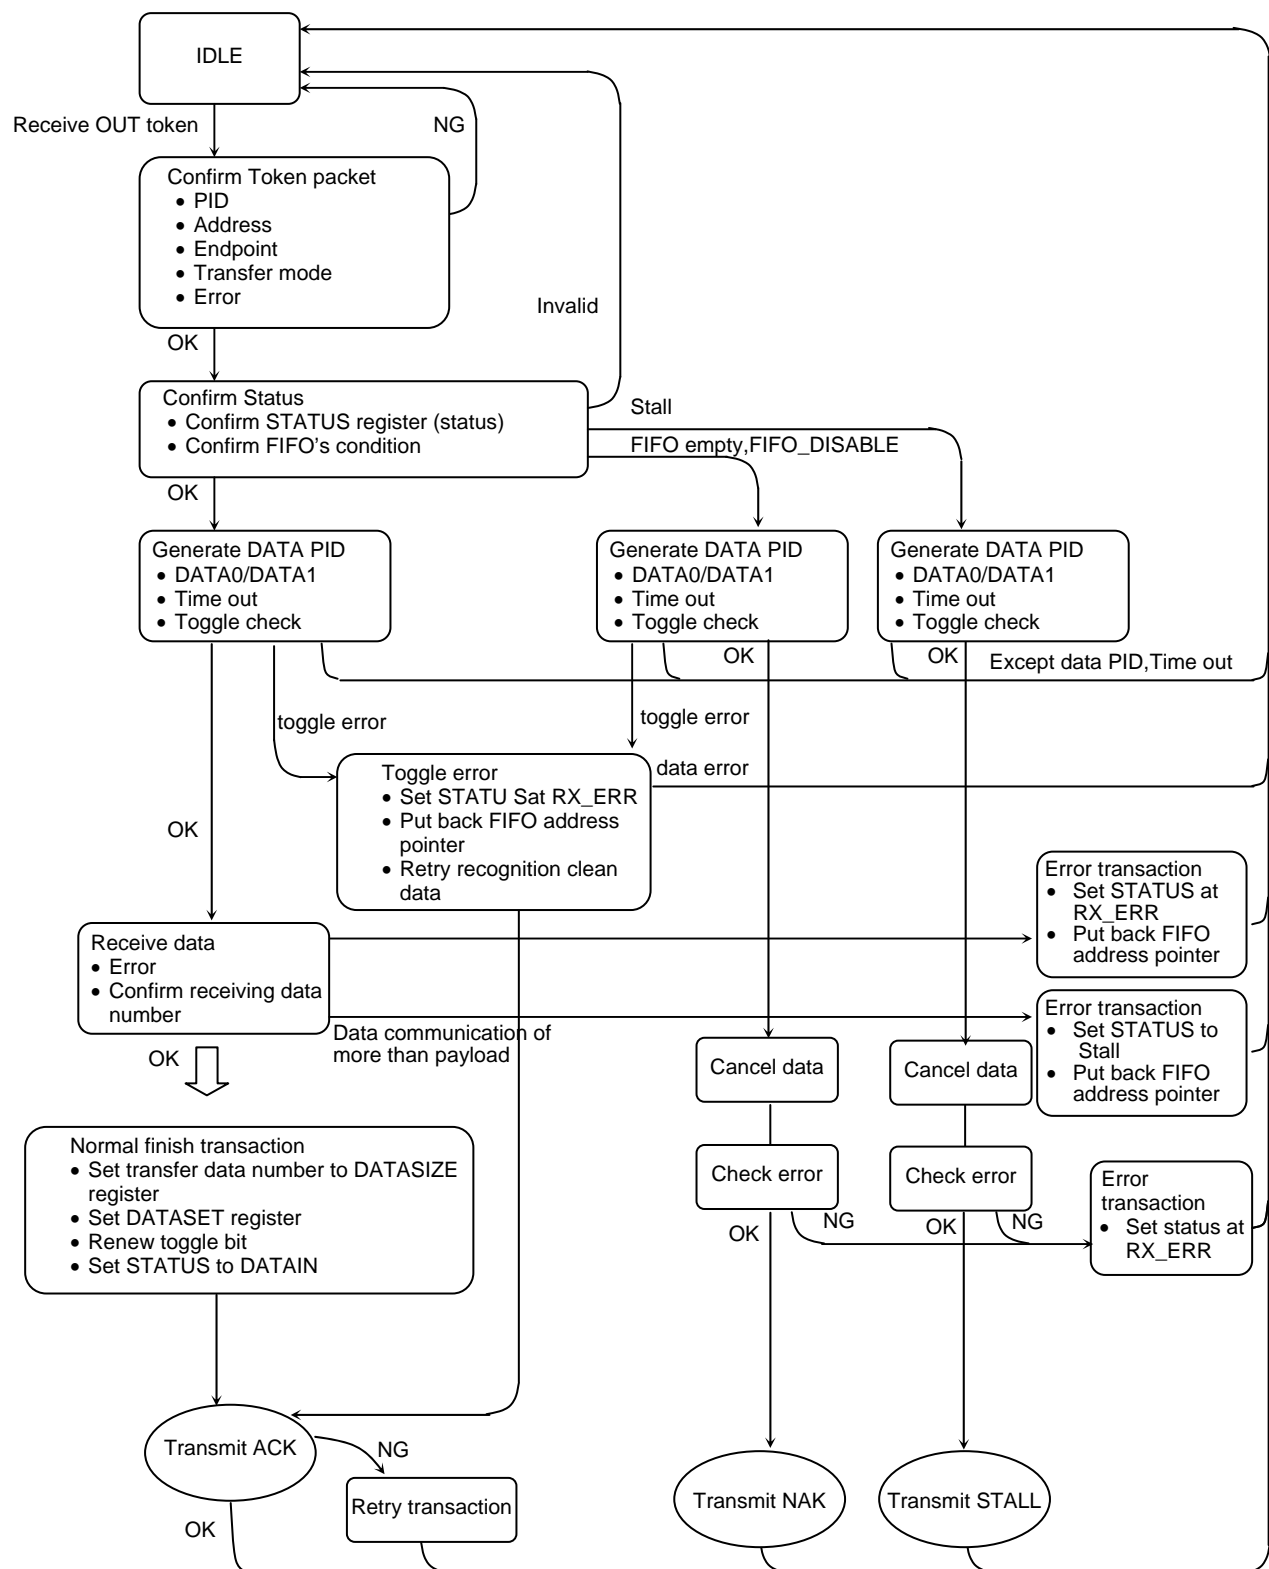 IDLE
Receive OUT token
NG
Confirm Token packet
• PID
• Address
• Endpoint
• Transfer mode
• Error
Invalid
OK
Confirm Status
• Confirm STATUS register (status)
• Confirm FIFO's condition
Stall
FIFO empty,FIFO_DISABLE
OK
Generate DATA PID
• DATA0/DATA1
• Time out
• Toggle check
Generate DATA PID
• DATA0/DATA1
• Time out
• Toggle check
Generate DATA PID
• DATA0/DATA1
• Time out
• Toggle check
OK
OK
Except data PID,Time out
toggle error
toggle error
Toggle error
• Set STATU Sat RX_ERR
• Put back FIFO address
pointer
• Retry recognition clean
data
data error
OK
Error transaction
• Set STATUS at
RX_ERR
• Put back FIFO
address pointer
Receive data
• Error
• Confirm receiving data
number
Data communication of
more than payload
Error transaction
• Set STATUS to
Stall
• Put back FIFO
address pointer
OK
Cancel data
Cancel data
Normal finish transaction
• Set transfer data number to DATASIZE
register
• Set DATASET register
• Renew toggle bit
• Set STATUS to DATAIN
Check error
Check error
Error
transaction
• Set status at
RX_ERR
OK
NG
OK
NG
Transmit ACK
NG
Retry transaction
OK
Transmit NAK
Transmit STALL